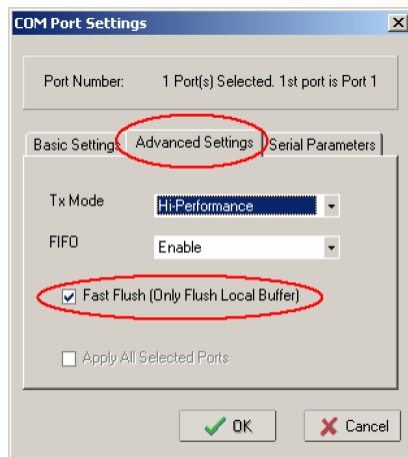 COM Port Settings
Port Number: 1 Port(s) Selected. 1st port is Port 1
Basic Settings Advanced Settings Serial Parameters
Tx Mode Hi-Performance
FIFO Enable
Fast Flush (Only Flush Local Buffer)
Apply All Selected Ports
OK Cancel